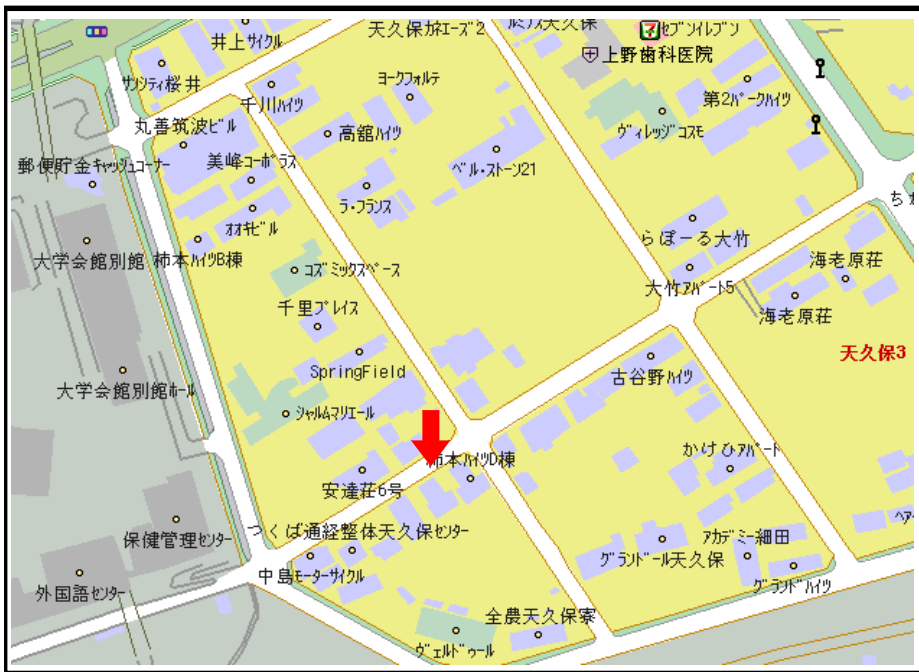 天久保ｶﾈｴｰｽﾞ2
ﾙﾐﾅｽ天久保
ｾﾌﾞﾝｲﾚﾌﾞﾝ
井上ｻｲｸﾙ
上野歯科医院
ｻﾝｼﾃｨ桜井
ﾖｰｸﾌｫﾙﾃ
千川ﾊｲﾂ
第2ﾊﾟｰｸﾊｲﾂ
丸善筑波ﾋﾞﾙ
高舘ﾊｲﾂ
ｳﾞｨﾚｯｼﾞｺｽﾓ
郵便貯金ｷｬｯｼｭｺｰﾅｰ
美峰ｺｰﾎﾟﾗｽ
ﾍﾞﾙ･ｽﾄｰﾝ21
ﾗ･ﾌﾗﾝｽ
ｵｵｷﾋﾞﾙ
らぽーる大竹
大学会館別館
柿本ﾊｲﾂB棟
ｺｽﾞﾐｯｸｽﾍﾟｰｽ
海老原荘
大竹ｱﾊﾟｰﾄ5
千里ﾌﾟﾚｲｽ
海老原荘
天久保3
SpringField
古谷野ﾊｲﾂ
大学会館別館ﾎｰﾙ
ｼｬﾙﾑﾏﾘｴｰﾙ
かけひｱﾊﾟｰﾄ
柿本ﾊｲﾂD棟
安達荘6号
つくば通経整体天久保ｾﾝﾀｰ
保健管理ｾﾝﾀｰ
ｱｶﾃﾞﾐｰ細田
ｸﾞﾗﾝﾄﾞｰﾙ天久保
中島ﾓｰﾀｰｻｲｸﾙ
外国語ｾﾝﾀｰ
ｸﾞﾗﾝﾄﾞﾊｲﾂ
全農天久保寮
ｳﾞｪﾙﾄﾞｩｰﾙ